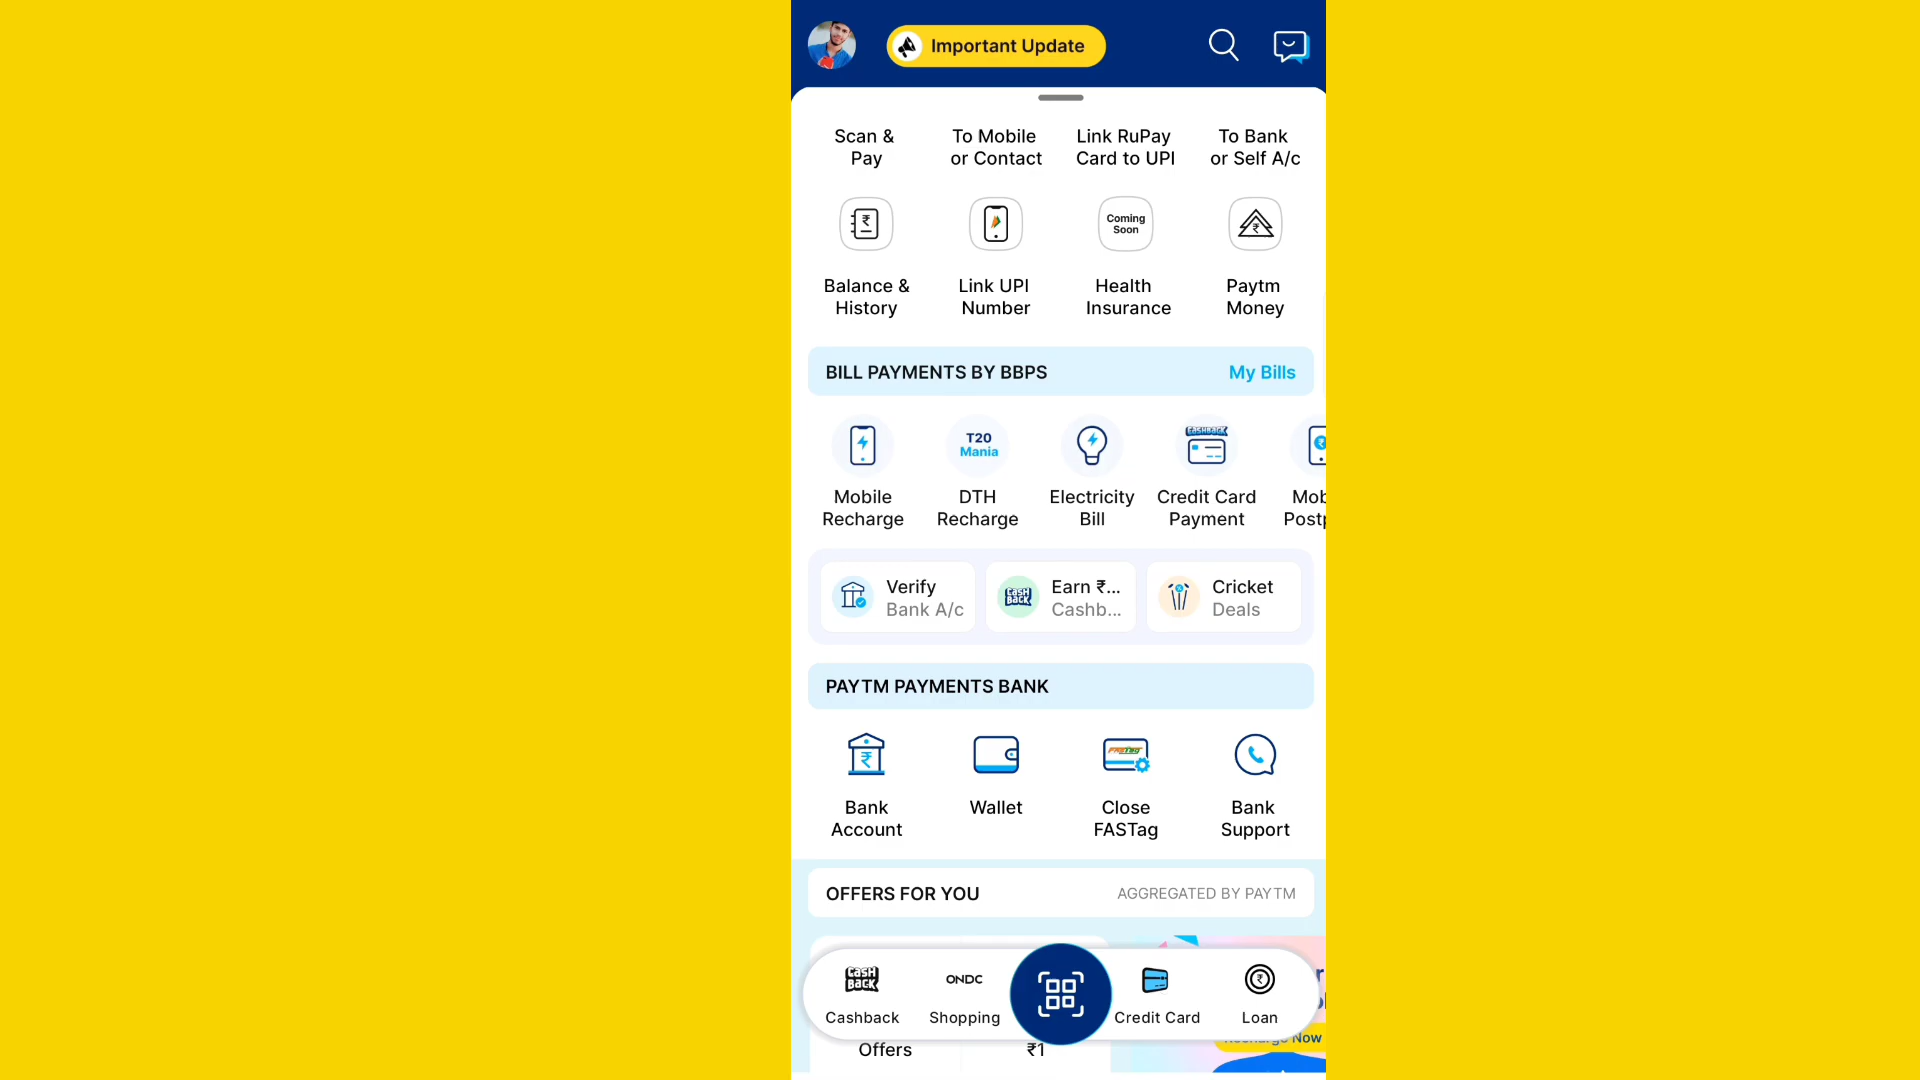 Important Update
Scan & Pay
To Mobile or Contact
Link RuPay Card to UPI
To Bank or Self A/c
Coming Soon
Balance & History
Link UPI Number
Health Insurance
Paytm Money
BILL PAYMENTS BY BBPS
My Bills
T20 Mania
CASHBACK
Mobile Recharge
DTH Recharge
Electricity Bill
Credit Card Payment
Mob
Postp
Verify
Bank A/c
CASH BACK
Earn ₹...
Cashb...
Cricket
Deals
PAYTM PAYMENTS BANK
FASTag
Bank Account
Wallet
Close FASTag
Bank Support
OFFERS FOR YOU
AGGREGATED BY PAYTM
CASH BACK
ONDC
Cashback
Shopping
Credit Card
Loan
Offers
₹1
Now